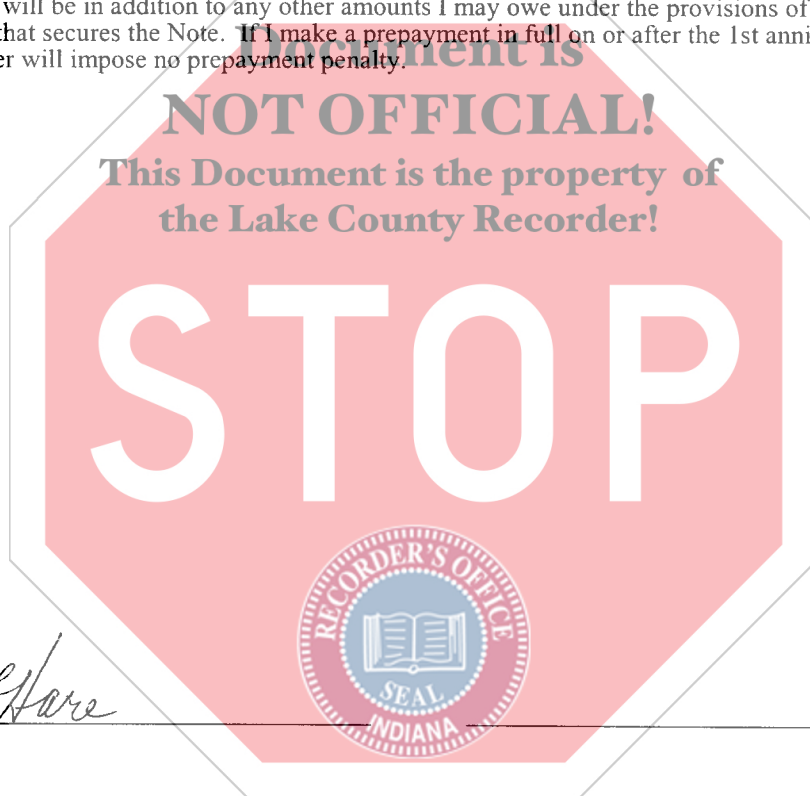 will be in addition to any other amounts I may owe under the provisions of
hat secures the Note. If I make a prepayment in full on or after the 1st anni
er will impose no prepayment penalty.
Document is
NOT OFFICIAL!
This Document is the property of
the Lake County Recorder!
STOP
RECORDER'S OFFICE
SEAL
INDIANA
Hare